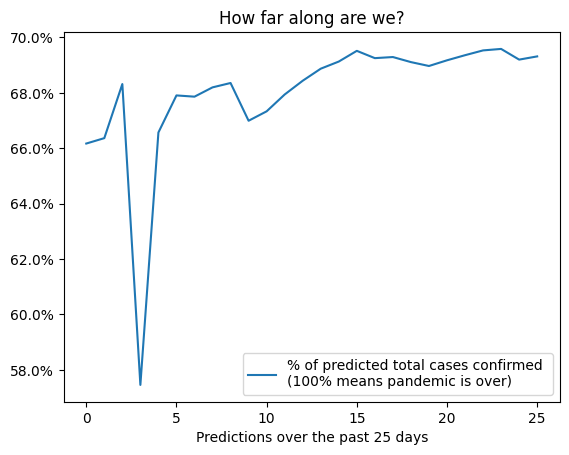 How far along are we?
70.0%
68.0%
66.0%
64.0%
62.0%
60.0%
58.0%
% of predicted total cases confirmed
(100% means pandemic is over)
0 5 10 15 20 25
Predictions over the past 25 days